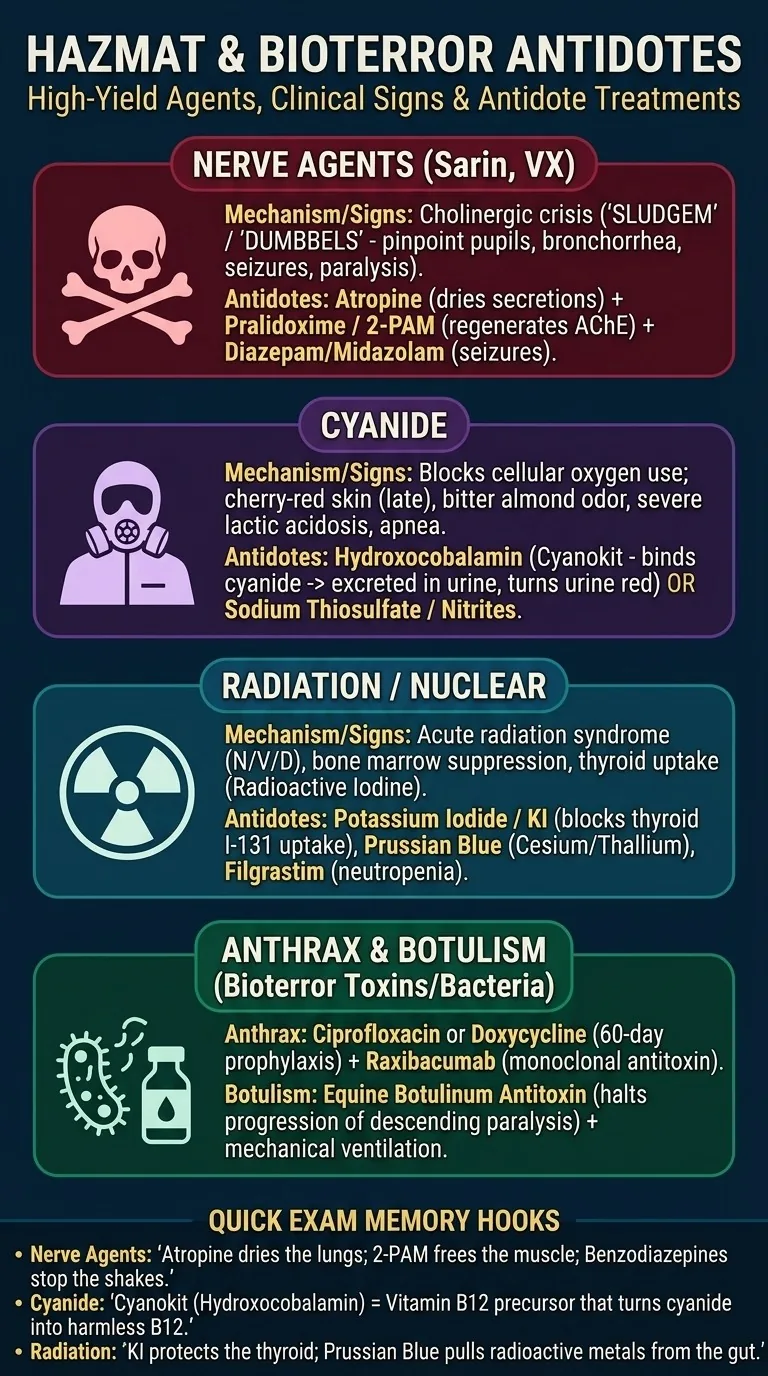 HAZMAT & BIOTERROR ANTIDOTES
High-Yield Agents, Clinical Signs & Antidote Treatments
NERVE AGENTS (Sarin, VX)
Mechanism/Signs: Cholinergic crisis (‘SLUDGEM’
/ ’DUMBBELS’ - pinpoint pupils, bronchorrhea,
seizures, paralysis).
Antidotes: Atropine (dries secretions) +
Pralidoxime / 2-PAM (regenerates AChE) +
Diazepam/Midazolam (seizures).
CYANIDE
Mechanism/Signs: Blocks cellular oxygen use;
cherry-red skin (late), bitter almond odor, severe
lactic acidosis, apnea.
Antidotes: Hydroxocobalamin (Cyanokit - binds
cyanide -> excreted in urine, turns urine red) OR
Sodium Thiosulfate / Nitrites.
RADIATION / NUCLEAR
Mechanism/Signs: Acute radiation syndrome
(N/V/D), bone marrow suppression, thyroid uptake
(Radioactive Iodine).
Antidotes: Potassium Iodide / KI (blocks thyroid
I-131 uptake), Prussian Blue (Cesium/Thallium),
Filgrastim (neutropenia).
ANTHRAX & BOTULISM
(Bioterror Toxins/Bacteria)
Anthrax: Ciprofloxacin or Doxycycline (60-day
prophylaxis) + Raxibacumab (monoclonal antitoxin).
Botulism: Equine Botulinum Antitoxin (halts
progression of descending paralysis) +
mechanical ventilation.
QUICK EXAM MEMORY HOOKS
• Nerve Agents: ‘Atropine dries the lungs; 2-PAM frees the muscle; Benzodiazepines
stop the shakes.’
• Cyanide: ‘Cyanokit (Hydroxocobalamin) = Vitamin B12 precursor that turns cyanide
into harmless B12.’
• Radiation: ’KI protects the thyroid; Prussian Blue pulls radioactive metals from the gut.’